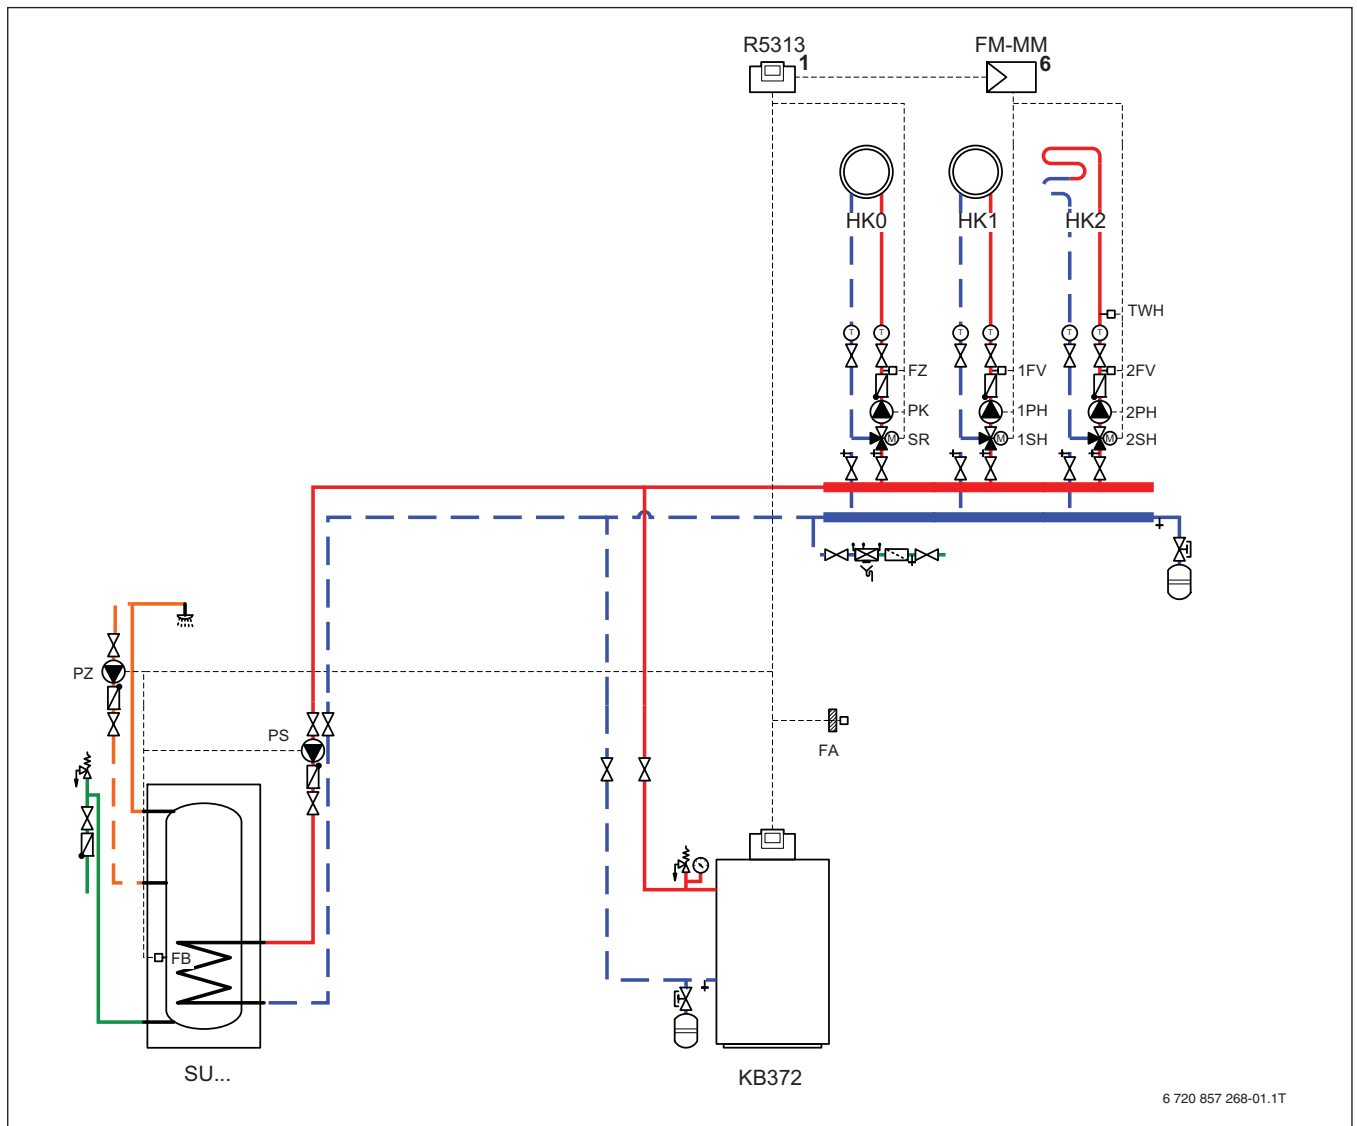 R5313
1
FM-MM
6
HK0
HK1
HK2
TWH
T
T
T
T
T
T
FZ
1FV
2FV
PK
1PH
2PH
M
SR
M
1SH
M
2SH
PZ
PS
FA
FB
SU...
KB372
6 720 857 268-01.1T